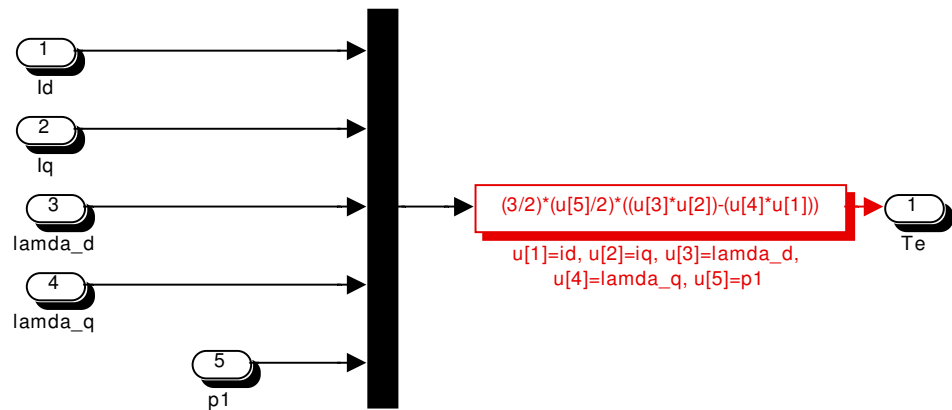 1
Id
2
Iq
3
lamda_d
4
lamda_q
5
p1
(3/2)*(u[5]/2)*((u[3]*u[2])-(u[4]*u[1]))
u[1]=id, u[2]=iq, u[3]=lamda_d,
u[4]=lamda_q, u[5]=p1
1
Te